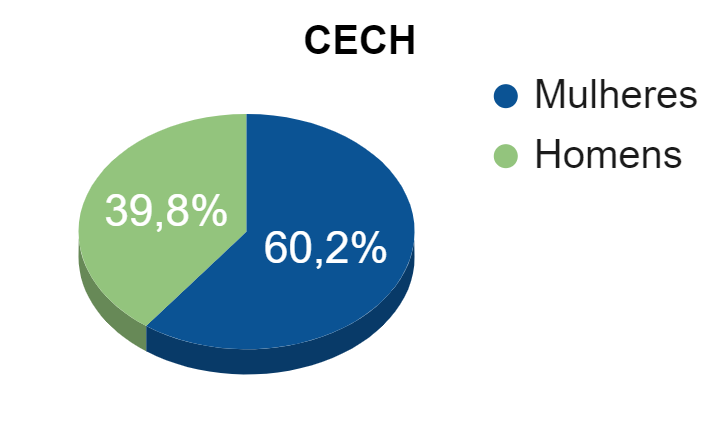 CECH
Mulheres
Homens
39,8%
60,2%